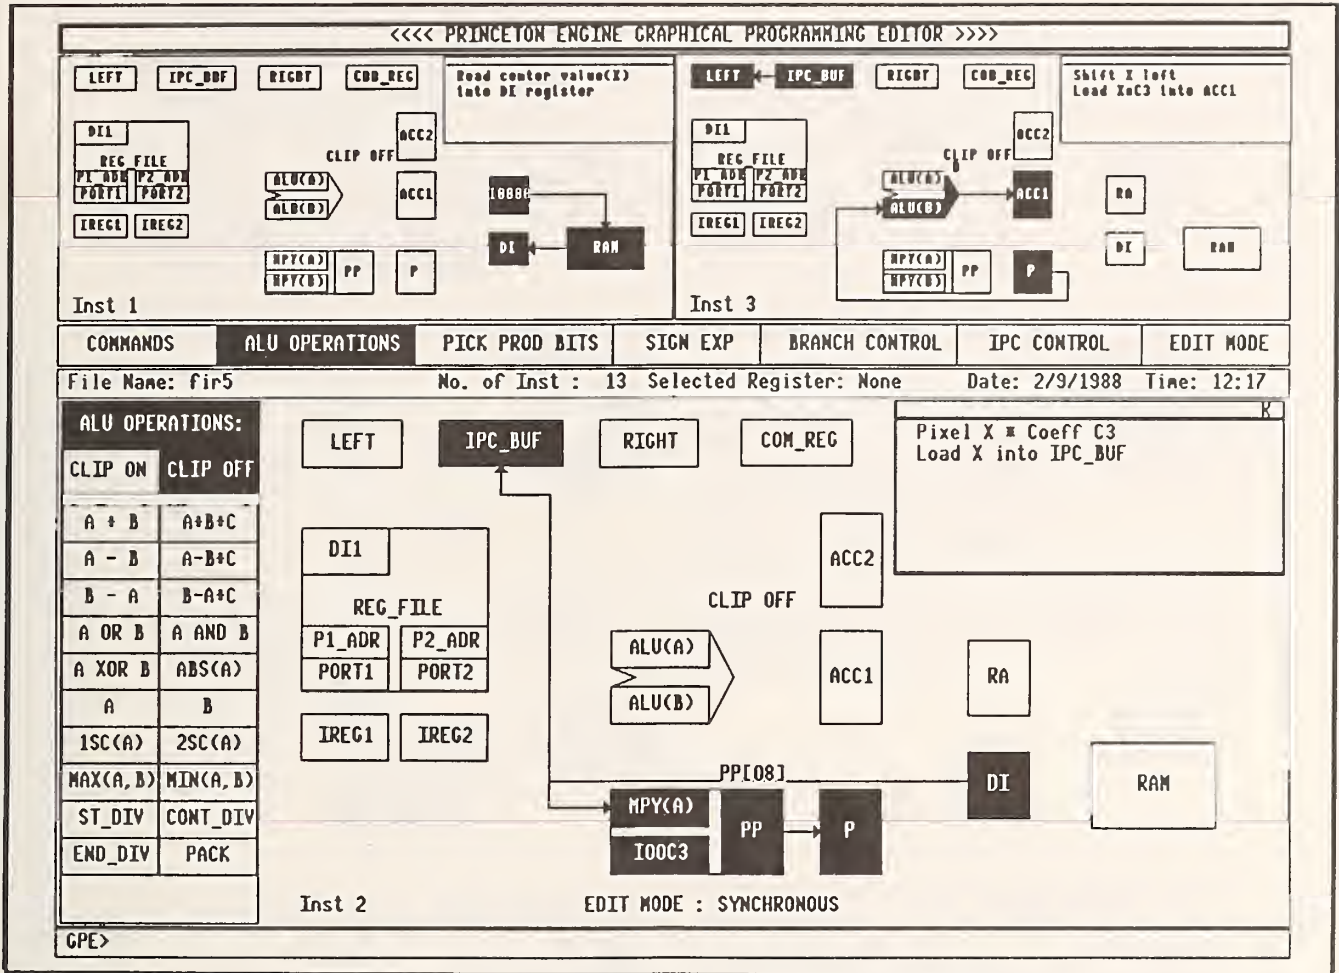 <<<< PRINCETON ENGINE GRAPHICAL PROGRAMMING EDITOR >>>>
LEFT IPC_BUF RIGHT COM_REG
Read center value(X)
into DI register
DI1
REG FILE
P1_ADR P2_ADR
PORT1 PORT2
IREG1 IREG2
CLIP OFF
ACC2
ALU(A)
ALU(B)
ACC1
MPY(A)
MPY(B)
PP
P
DI
RAM
Inst 1
LEFT IPC_BUF RIGHT COM_REG
Shift X left
Load X*C3 into ACC1
DI1
REG FILE
P1_ADR P2_ADR
PORT1 PORT2
IREG1 IREG2
CLIP OFF
ACC2
ALU(A)
ALU(B)
ACC1
MPY(A)
MPY(B)
PP
P
RA
DI
RAM
Inst 3
COMMANDS ALU OPERATIONS PICK PROD BITS SIGN EXP BRANCH CONTROL IPC CONTROL EDIT MODE
File Name: fir5 No. of Inst : 13 Selected Register: None Date: 2/9/1988 Time: 12:17
ALU OPERATIONS:
CLIP ON CLIP OFF
A + B A+B+C
A - B A-B+C
B - A B-A+C
A OR B A AND B
A XOR B ABS(A)
A B
1SC(A) 2SC(A)
MAX(A,B) MIN(A,B)
ST_DIV CONT_DIV
END_DIV PACK
LEFT IPC_BUF RIGHT COM_REG
K
Pixel X * Coeff C3
Load X into IPC_BUF
DI1
REG_FILE
P1_ADR P2_ADR
PORT1 PORT2
IREG1 IREG2
CLIP OFF
ACC2
ALU(A)
ALU(B)
ACC1
RA
PP[08]
MPY(A)
I00C3
PP
P
DI
RAM
Inst 2
EDIT MODE : SYNCHRONOUS
GPE>